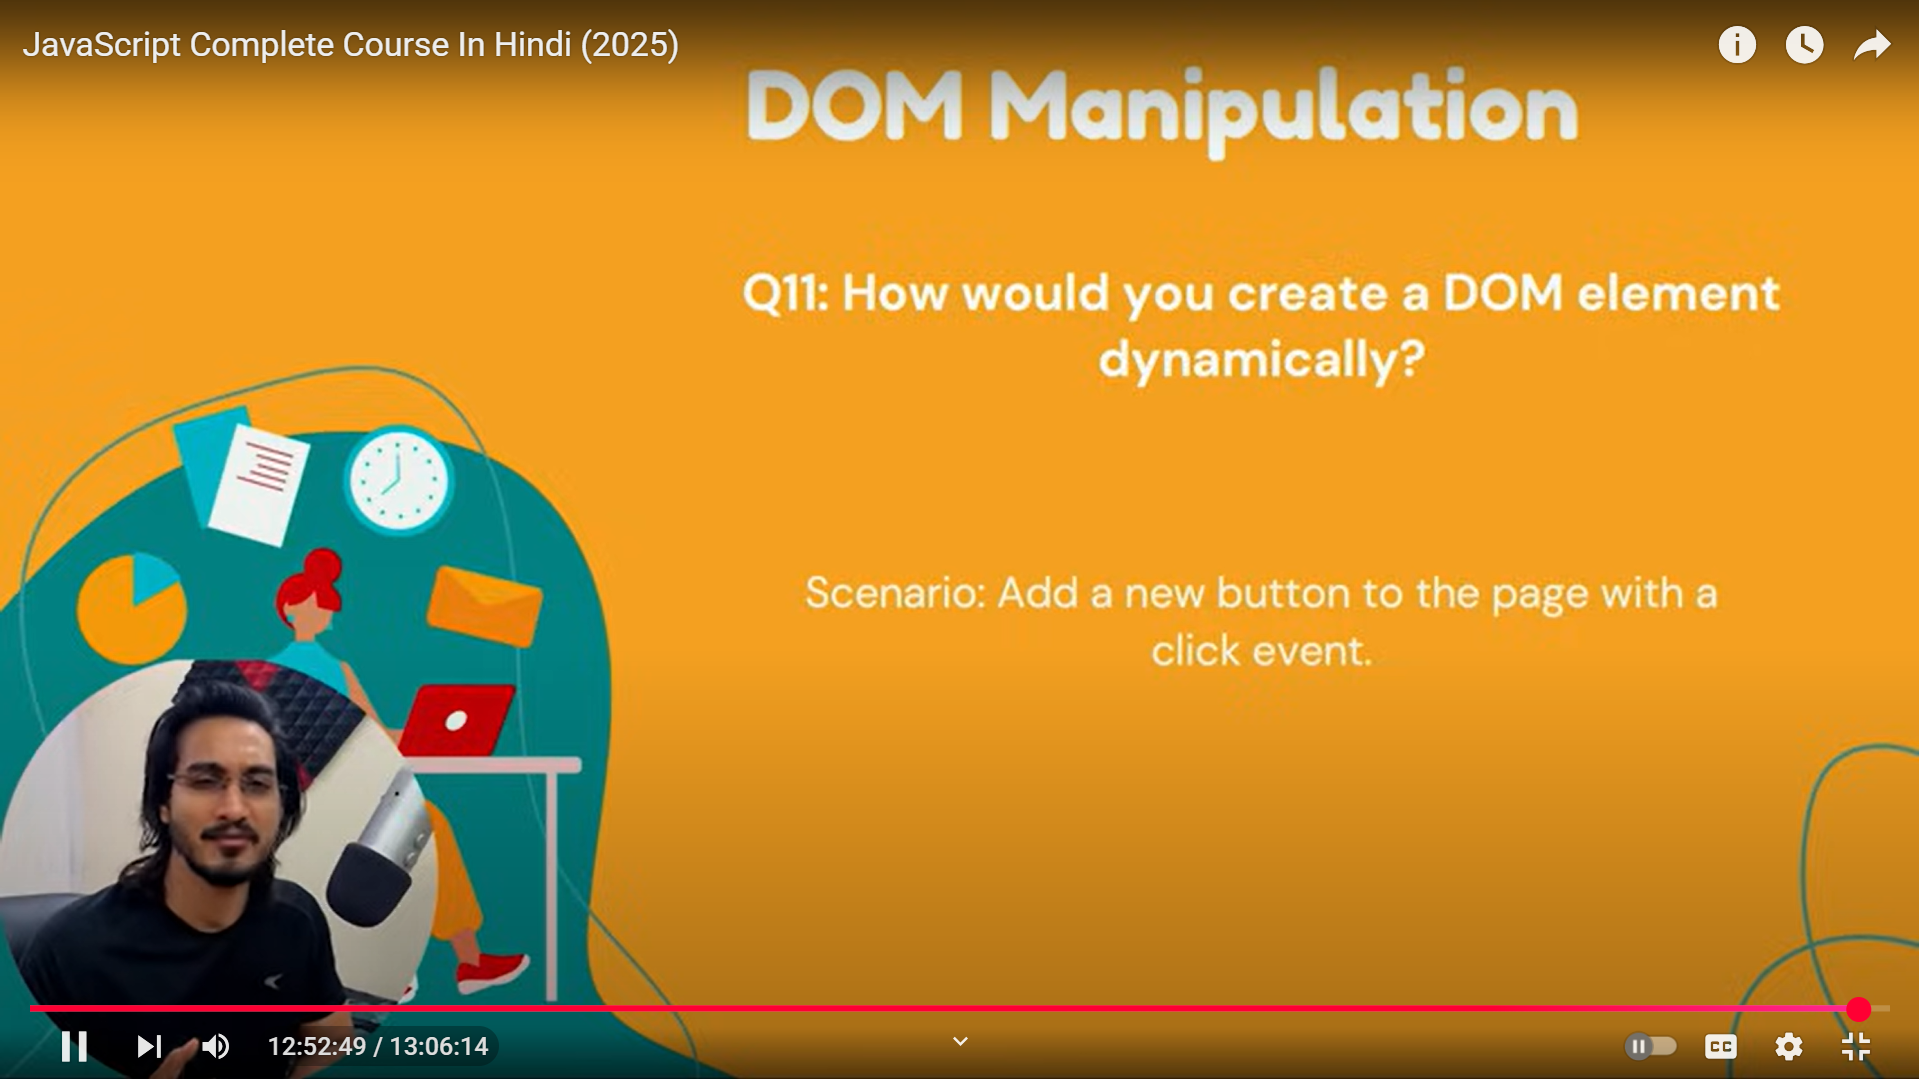 JavaScript Complete Course In Hindi (2025)
DOM Manipulation
Q11: How would you create a DOM element
dynamically?
Scenario: Add a new button to the page with a
click event.
12:52:49 / 13:06:14
CC